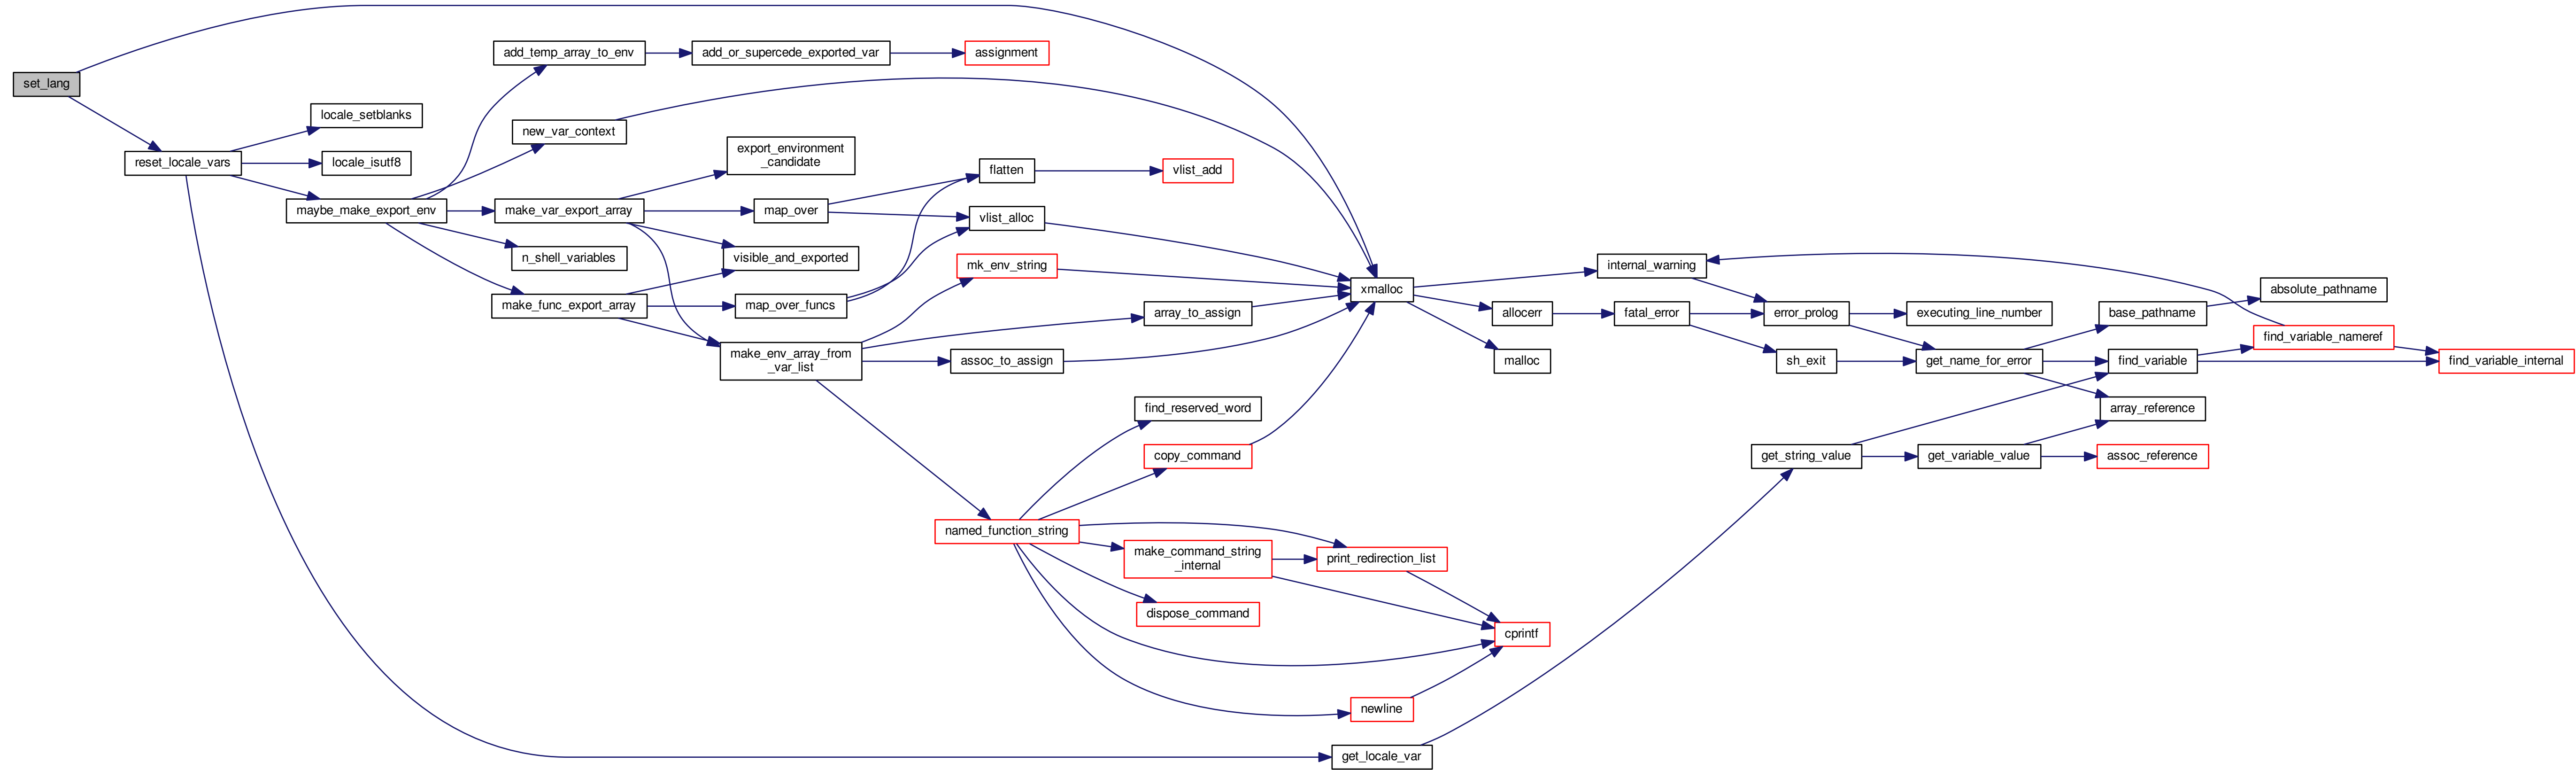 set_lang
reset_locale_vars
locale_setblanks
locale_isutf8
maybe_make_export_env
add_temp_array_to_env
new_var_context
make_var_export_array
n_shell_variables
make_func_export_array
add_or_supercede_exported_var
export_environment
_candidate
map_over
visible_and_exported
map_over_funcs
make_env_array_from
_var_list
assignment
flatten
vlist_alloc
mk_env_string
assoc_to_assign
named_function_string
vlist_add
array_to_assign
find_reserved_word
copy_command
make_command_string
_internal
dispose_command
xmalloc
print_redirection_list
newline
get_locale_var
allocerr
malloc
cprintf
internal_warning
fatal_error
error_prolog
sh_exit
get_string_value
executing_line_number
get_name_for_error
get_variable_value
base_pathname
find_variable
array_reference
assoc_reference
absolute_pathname
find_variable_nameref
find_variable_internal